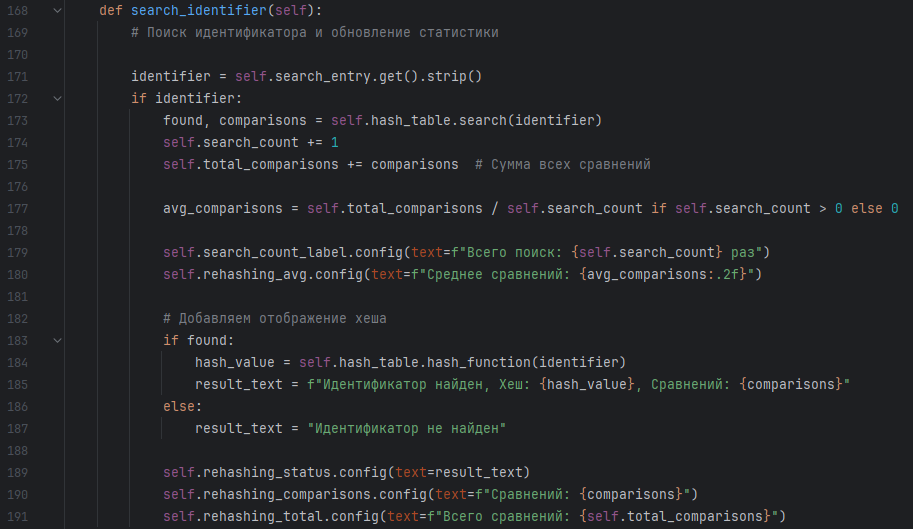 168 def search_identifier(self):
169 # Поиск идентификатора и обновление статистики
170
171 identifier = self.search_entry.get().strip()
172 if identifier:
173 found, comparisons = self.hash_table.search(identifier)
174 self.search_count += 1
175 self.total_comparisons += comparisons  # Сумма всех сравнений
176
177 avg_comparisons = self.total_comparisons / self.search_count if self.search_count > 0 else 0
178
179 self.search_count_label.config(text=f"Всего поиск: {self.search_count} раз")
180 self.rehashing_avg.config(text=f"Среднее сравнений: {avg_comparisons:.2f}")
181
182 # Добавляем отображение хеша
183 if found:
184 hash_value = self.hash_table.hash_function(identifier)
185 result_text = f"Идентификатор найден, Хеш: {hash_value}, Сравнений: {comparisons}"
186 else:
187 result_text = "Идентификатор не найден"
188
189 self.rehashing_status.config(text=result_text)
190 self.rehashing_comparisons.config(text=f"Сравнений: {comparisons}")
191 self.rehashing_total.config(text=f"Всего сравнений: {self.total_comparisons}")